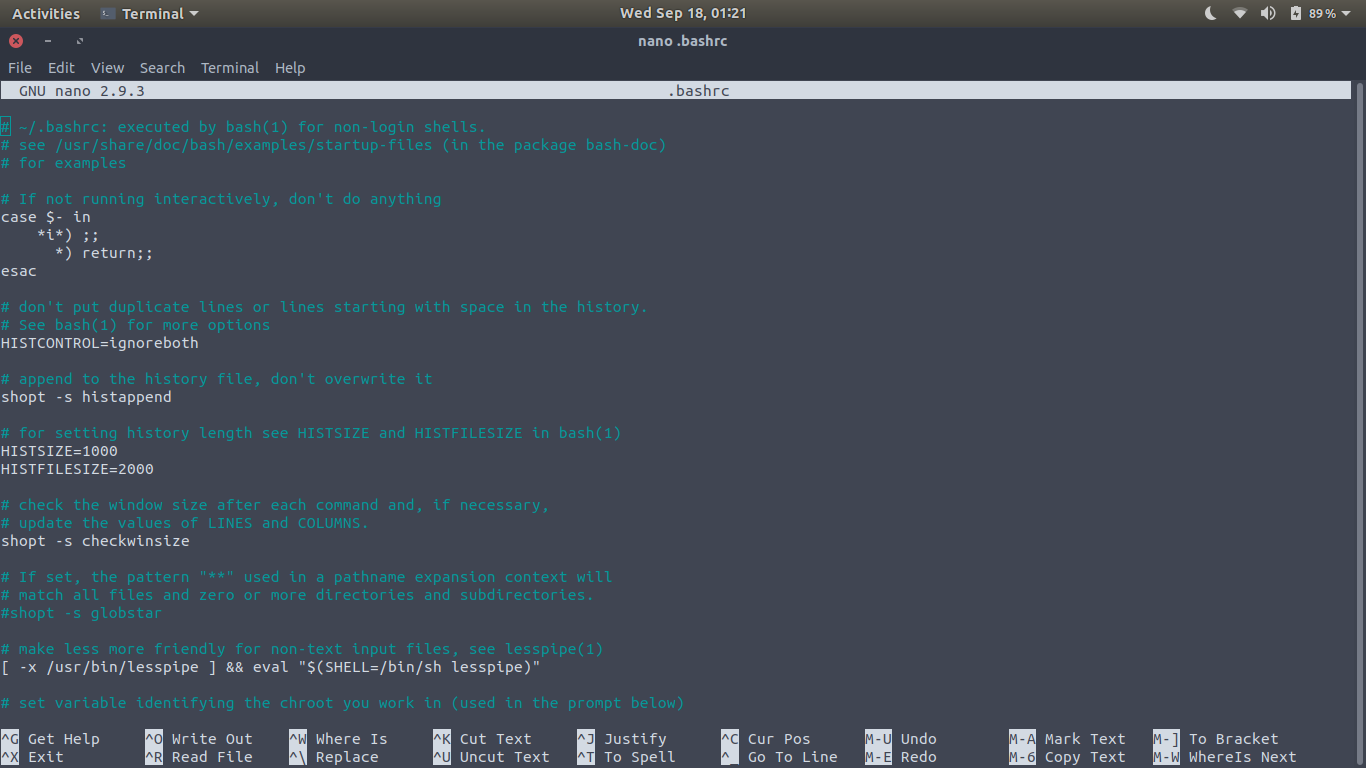 Activities Terminal Wed Sep 18, 01:21 89%
nano .bashrc
File Edit View Search Terminal Help
GNU nano 2.9.3 .bashrc
# ~/.bashrc: executed by bash(1) for non-login shells.
# see /usr/share/doc/bash/examples/startup-files (in the package bash-doc)
# for examples
# If not running interactively, don't do anything
case $- in
    *i*) ;;
      *) return;;
esac
# don't put duplicate lines or lines starting with space in the history.
# See bash(1) for more options
HISTCONTROL=ignoreboth
# append to the history file, don't overwrite it
shopt -s histappend
# for setting history length see HISTSIZE and HISTFILESIZE in bash(1)
HISTSIZE=1000
HISTFILESIZE=2000
# check the window size after each command and, if necessary,
# update the values of LINES and COLUMNS.
shopt -s checkwinsize
# If set, the pattern "**" used in a pathname expansion context will
# match all files and zero or more directories and subdirectories.
#shopt -s globstar
# make less more friendly for non-text input files, see lesspipe(1)
[ -x /usr/bin/lesspipe ] && eval "$(SHELL=/bin/sh lesspipe)"
# set variable identifying the chroot you work in (used in the prompt below)
^G Get Help ^O Write Out ^W Where Is ^K Cut Text ^J Justify ^C Cur Pos M-U Undo M-A Mark Text M-] To Bracket
^X Exit ^R Read File ^\ Replace ^U Uncut Text ^T To Spell ^_ Go To Line M-E Redo M-6 Copy Text M-W WhereIs Next